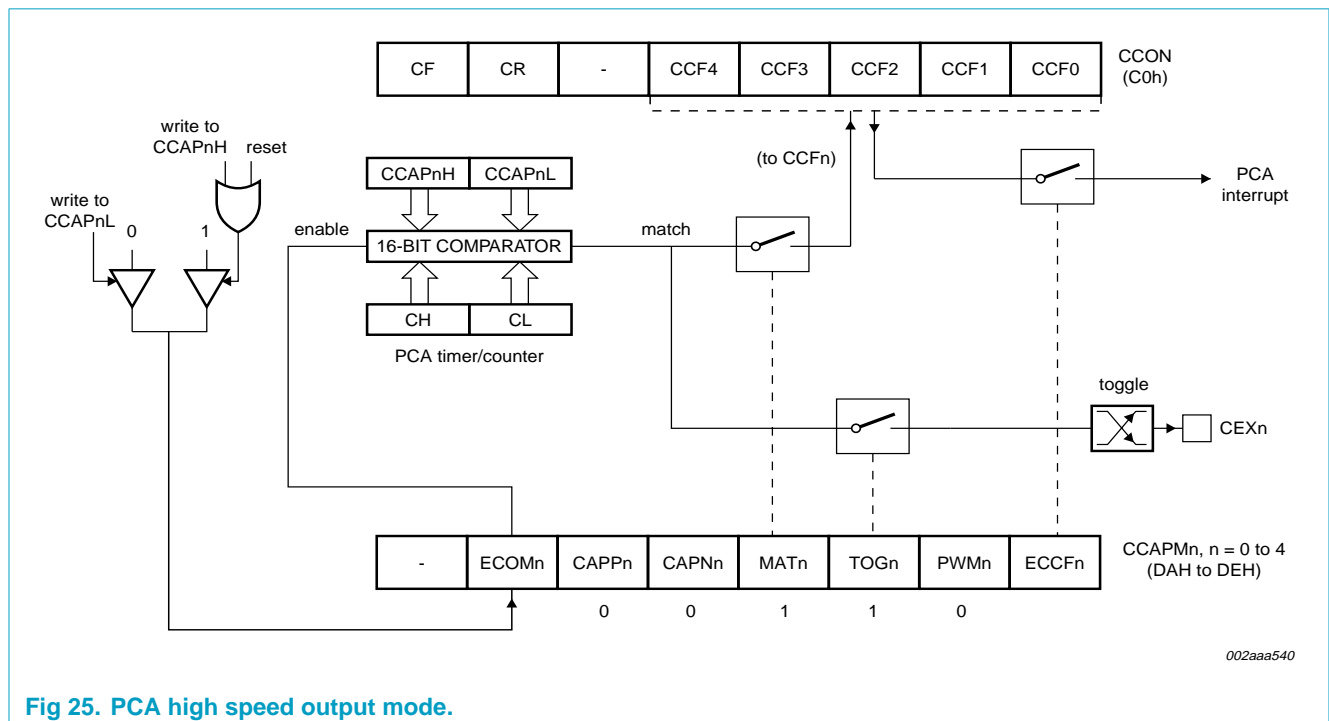 CF CR - CCF4 CCF3 CCF2 CCF1 CCF0
CCON
(C0h)
write to
CCAPnH
reset
write to
CCAPnL
0
1
(to CCFn)
PCA
interrupt
CCAPnH CCAPnL
enable
16-BIT COMPARATOR
match
CH CL
PCA timer/counter
toggle
CEXn
- ECOMn CAPPn CAPNn MATn TOGn PWMn ECCFn
CCAPMn, n = 0 to 4
(DAH to DEH)
0 0 1 1 0
002aaa540
Fig 25. PCA high speed output mode.